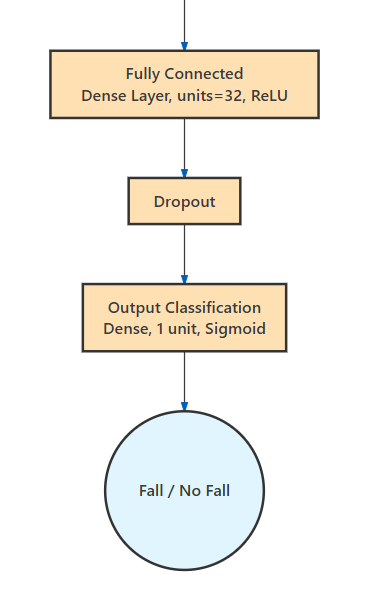 Fully Connected
Dense Layer, units=32, ReLU
Dropout
Output Classification
Dense, 1 unit, Sigmoid
Fall / No Fall